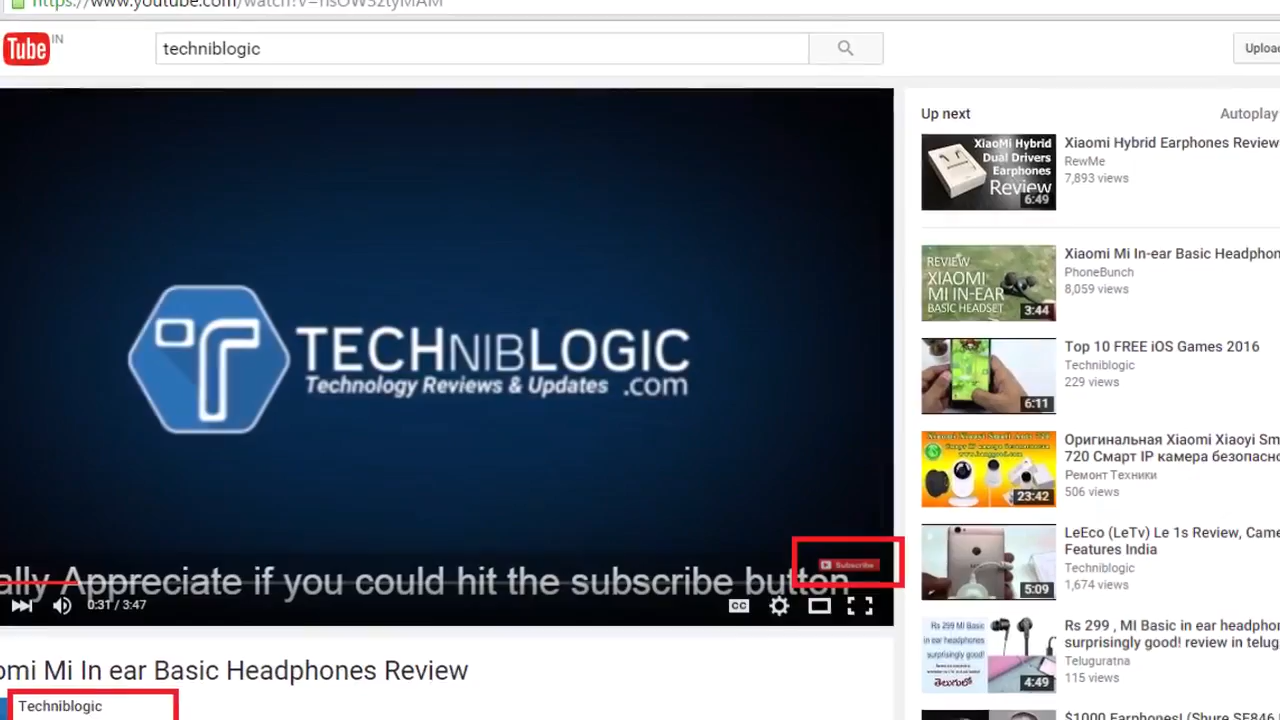 https://www.youtube.com/watch?v=
Tube IN
techniblogic
Upload
TECHNIBLOGIC
Technology Reviews & Updates .com
Subscribe
ally Appreciate if you could hit the subscribe button
0:31 / 3:47
CC
omi Mi In ear Basic Headphones Review
Techniblogic
Up next
Autoplay
XiaoMi Hybrid
Dual Drivers
Earphones
Review
6:49
Xiaomi Hybrid Earphones Review
RewMe
7,893 views
REVIEW
XIAOMI
MI IN-EAR
BASIC HEADSET
3:44
Xiaomi Mi In-ear Basic Headphon
PhoneBunch
8,059 views
6:11
Top 10 FREE iOS Games 2016
Techniblogic
229 views
23:42
Оригинальная Xiaomi Xiaoyi Sm
720 Смарт IP камера безопасно
Ремонт Техники
506 views
5:09
LeEco (LeTv) Le 1s Review, Came
Features India
Techniblogic
1,674 views
Rs 299 MI Basic
in ear headphones
surprisingly good!
తెలుగులో
4:49
Rs 299 , MI Basic in ear headphon
surprisingly good! review in telug
Teluguratna
115 views
$1000 Earphones! (Shure SE846